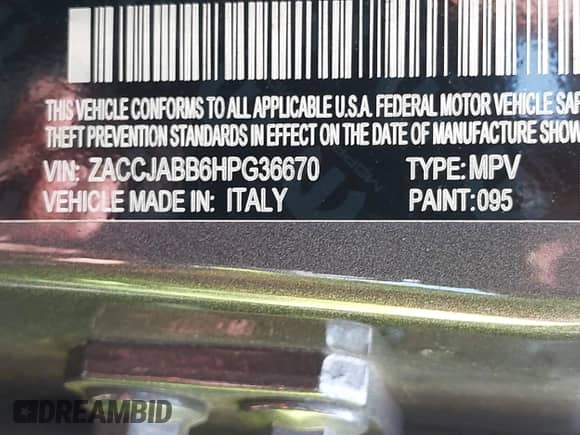 THIS VEHICLE CONFORMS TO ALL APPLICABLE U.S.A. FEDERAL MOTOR VEHICLE SAF
THEFT PREVENTION STANDARDS IN EFFECT ON THE DATE OF MANUFACTURE SHOW
VIN: ZACCJABB6HPG36670 TYPE: MPV
VEHICLE MADE IN: ITALY PAINT: 095
DREAMBID